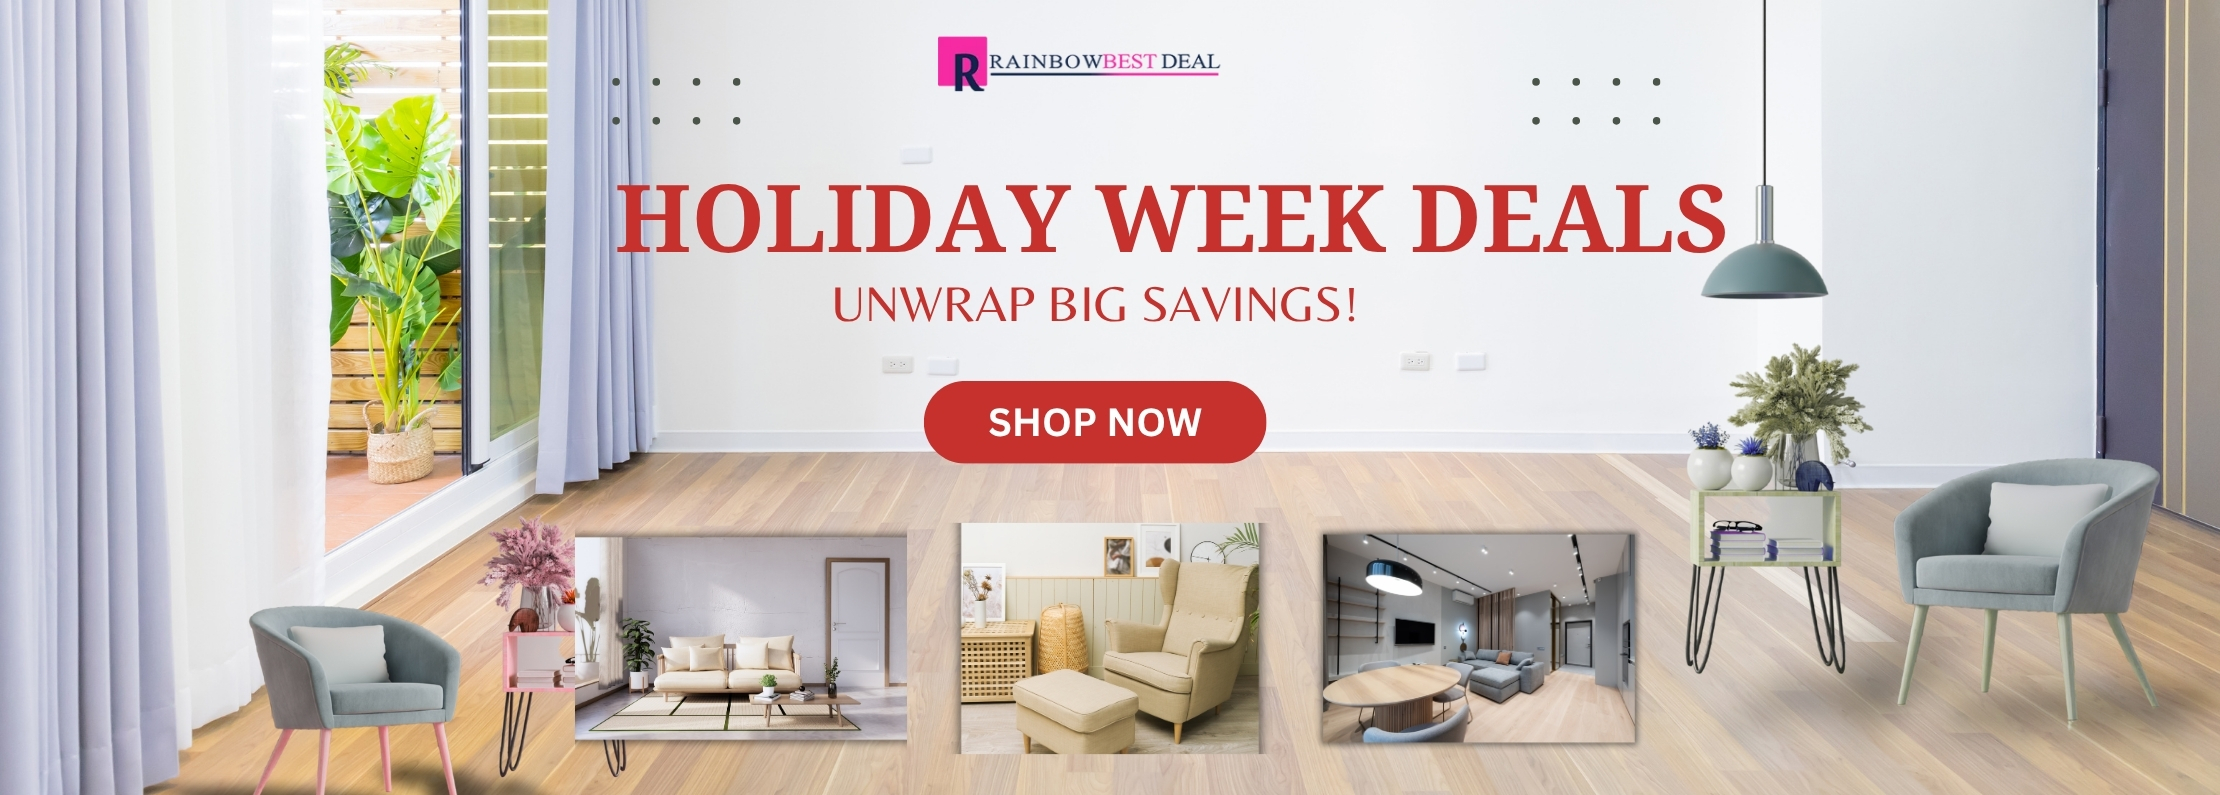 R RAINBOWBEST DEAL
HOLIDAY WEEK DEALS
UNWRAP BIG SAVINGS!
SHOP NOW